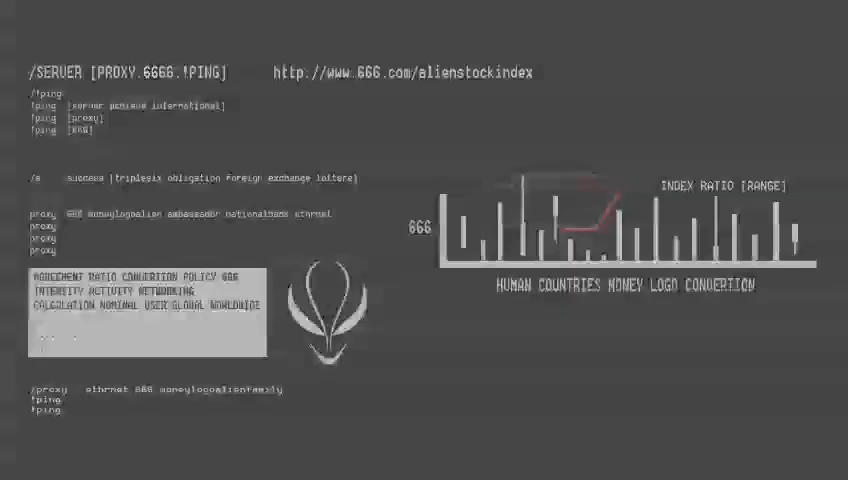 /SERVER [PROXY.6666.!PING]
http://www.666.com/alienstockindex
/!ping
!ping [server pchiava international]
!ping [proxy]
!ping [666]
/s success [triplesix obligation foreign exchange lottere]
proxy 666 moneylogoalien ambassador nationalbank ethrnet
proxy
proxy
proxy
AGREEMENT RATIO CONVERTION POLICY 666
INTENSITY ACTIVITY NETWORKING
CALCULATION NOMINAL USER GLOBAL WORLDWIDE
/proxy ethrnet 666 moneylogoalienfamily
!ping
!ping
INDEX RATIO [RANGE]
666
HUMAN COUNTRIES MONEY LOGO CONVERTION